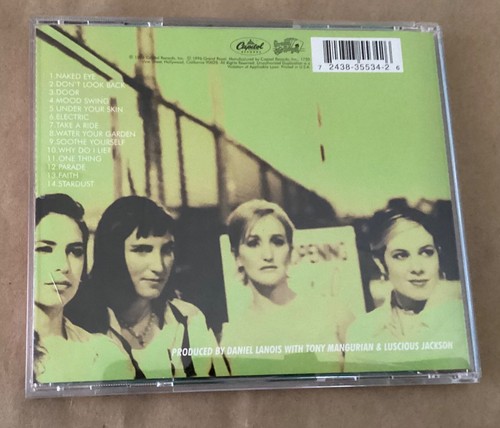 Capitol
RECORDS
7 2438-35534-2 6
1.NAKED EYE
2.DON'T LOOK BACK
3.DOOR
4.MOOD SWING
5.UNDER YOUR SKIN
6.ELECTRIC
7.TAKE A RIDE
8.WATER YOUR GARDEN
9.SOOTHE YOURSELF
10.WHY DO I LIE?
11.ONE THING
12.PARADE
13.FAITH
14.STARDUST
OPENING
PRODUCED BY DANIEL LANOIS WITH TONY MANGURIAN & LUSCIOUS JACKSON